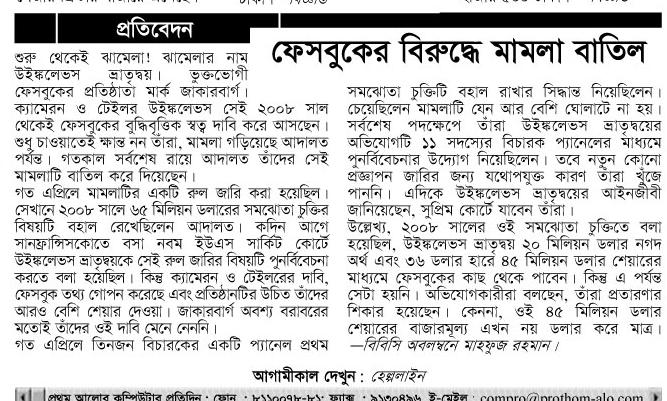 প্রতিবেদন
ফেসবুকের বিরুদ্ধে মামলা বাতিল
শুরু থেকেই ঝামেলা! ঝামেলার নাম
উইঙ্কলেভস ভ্রাতৃদ্বয়। ভুক্তভোগী
ফেসবুকের প্রতিষ্ঠাতা মার্ক জাকারবার্গ।
ক্যামেরন ও টেইলর উইঙ্কলেভস সেই ২০০৮ সাল
থেকেই ফেসবুকের বুদ্ধিবৃত্তিক স্বত্ব দাবি করে আসছেন।
শুধু চাওয়াতেই ক্ষান্ত নন তাঁরা, মামলা গড়িয়েছে আদালত
পর্যন্ত। গতকাল সর্বশেষ রায়ে আদালত তাঁদের সেই
মামলাটি বাতিল করে দিয়েছেন।
গত এপ্রিলে মামলাটির একটি রুল জারি করা হয়েছিল।
সেখানে ২০০৮ সালে ৬৫ মিলিয়ন ডলারের সমঝোতা চুক্তির
বিষয়টি বহাল রেখেছিলেন আদালত। কদিন আগে
সানফ্রান্সিসকোতে বসা নবম ইউএস সার্কিট কোর্টে
উইঙ্কলেভস ভ্রাতৃদ্বয়কে সেই রুল জারির বিষয়টি পুনর্বিবেচনা
করতে বলা হয়েছিল। কিন্তু ক্যামেরন ও টেইলরের দাবি,
ফেসবুক তথ্য গোপন করেছে এবং প্রতিষ্ঠানটির উচিত তাঁদের
আরও বেশি শেয়ার দেওয়া। জাকারবার্গ অবশ্য বরাবরের
মতোই তাঁদের ওই দাবি মেনে নেননি।
গত এপ্রিলে তিনজন বিচারকের একটি প্যানেল প্রথম
সমঝোতা চুক্তিটি বহাল রাখার সিদ্ধান্ত নিয়েছিলেন।
চেয়েছিলেন মামলাটি যেন আর বেশি ঘোলাটে না হয়।
সর্বশেষ পদক্ষেপে তাঁরা উইঙ্কলেভস ভ্রাতৃদ্বয়ের
অভিযোগটি ১১ সদস্যের বিচারক প্যানেলের মাধ্যমে
পুনর্বিবেচনার উদ্যোগ নিয়েছিলেন। তবে নতুন কোনো
প্রজ্ঞাপন জারির জন্য যথোপযুক্ত কারণ তাঁরা খুঁজে
পাননি। এদিকে উইঙ্কলেভস ভ্রাতৃদ্বয়ের আইনজীবী
জানিয়েছেন, সুপ্রিম কোর্টে যাবেন তাঁরা।
উল্লেখ্য, ২০০৮ সালের ওই সমঝোতা চুক্তিতে বলা
হয়েছিল, উইঙ্কলেভস ভ্রাতৃদ্বয় ২০ মিলিয়ন ডলার নগদ
অর্থ এবং ৩৬ ডলার হারে ৪৫ মিলিয়ন ডলার শেয়ারের
মাধ্যমে ফেসবুকের কাছ থেকে পাবেন। কিন্তু এ পর্যন্ত
সেটা হয়নি। অভিযোগকারীরা বলছেন, তাঁরা প্রতারণার
শিকার হয়েছেন। কেননা, ওই ৪৫ মিলিয়ন ডলার
শেয়ারের বাজারমূল্য এখন নয় ডলার করে মাত্র।
—বিবিসি অবলম্বনে মাহফুজ রহমান।
আগামীকাল দেখুন : হেল্পলাইন
প্রথম আলোর কম্পিউটার প্রতিদিন : ফোন : ৮১১০০৭৮-৮১; ফ্যাক্স : ৯১৩০৪৯৬ ই-মেইল : compro@prothom-alo.com